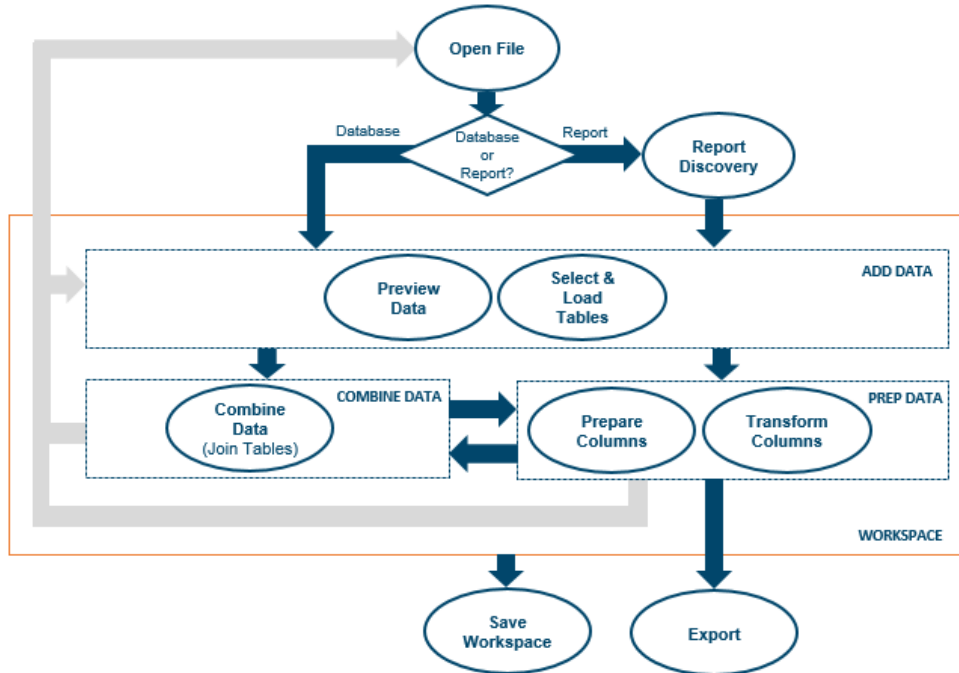 Open File
Database
Database
or
Report?
Report
Report
Discovery
ADD DATA
Preview
Data
Select &
Load
Tables
COMBINE DATA
Combine
Data
(Join Tables)
PREP DATA
Prepare
Columns
Transform
Columns
WORKSPACE
Save
Workspace
Export